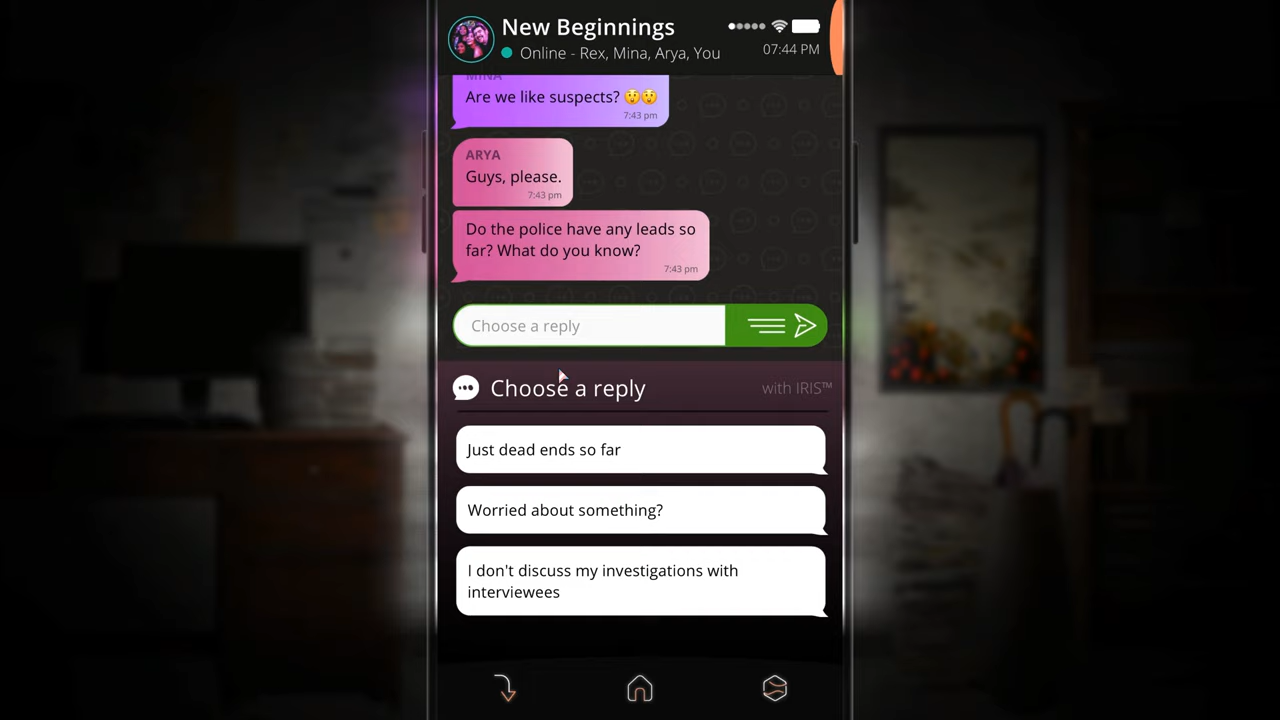 New Beginnings
Online - Rex, Mina, Arya, You
07:44 PM
MINA
Are we like suspects? 😲😲
7:43 pm
ARYA
Guys, please.
7:43 pm
Do the police have any leads so
far? What do you know?
7:43 pm
Choose a reply
Choose a reply
with IRIS™
Just dead ends so far
Worried about something?
I don't discuss my investigations with
interviewees